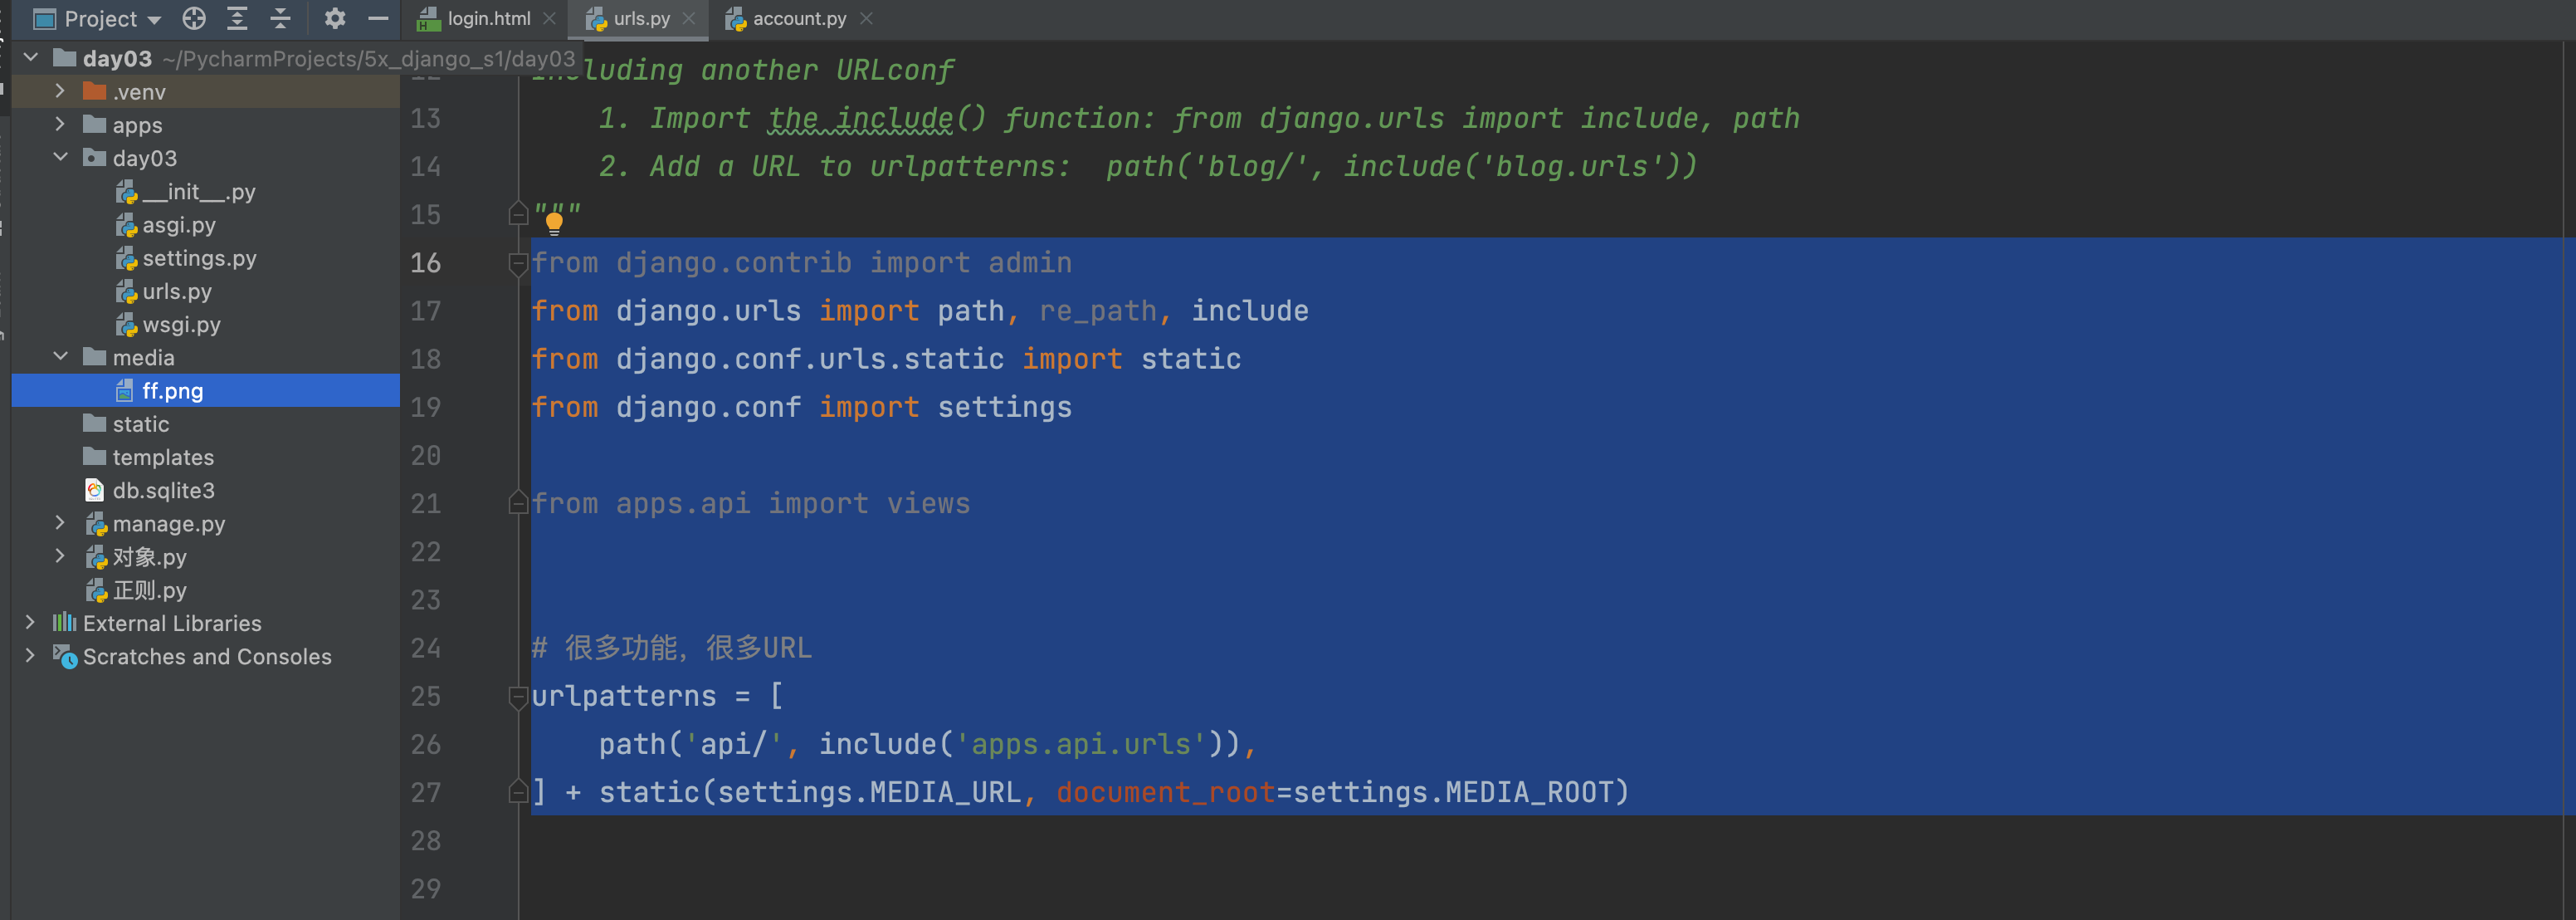 Project
login.html
urls.py
account.py
day03 ~/PycharmProjects/5x_django_s1/day03
.venv
apps
day03
__init__.py
asgi.py
settings.py
urls.py
wsgi.py
media
ff.png
static
templates
db.sqlite3
manage.py
对象.py
正则.py
External Libraries
Scratches and Consoles
12 Including another URLconf
13 1. Import the include() function: from django.urls import include, path
14 2. Add a URL to urlpatterns:  path('blog/', include('blog.urls'))
15 """
16 from django.contrib import admin
17 from django.urls import path, re_path, include
18 from django.conf.urls.static import static
19 from django.conf import settings
20
21 from apps.api import views
22
23
24 # 很多功能，很多URL
25 urlpatterns = [
26     path('api/', include('apps.api.urls')),
27 ] + static(settings.MEDIA_URL, document_root=settings.MEDIA_ROOT)
28
29